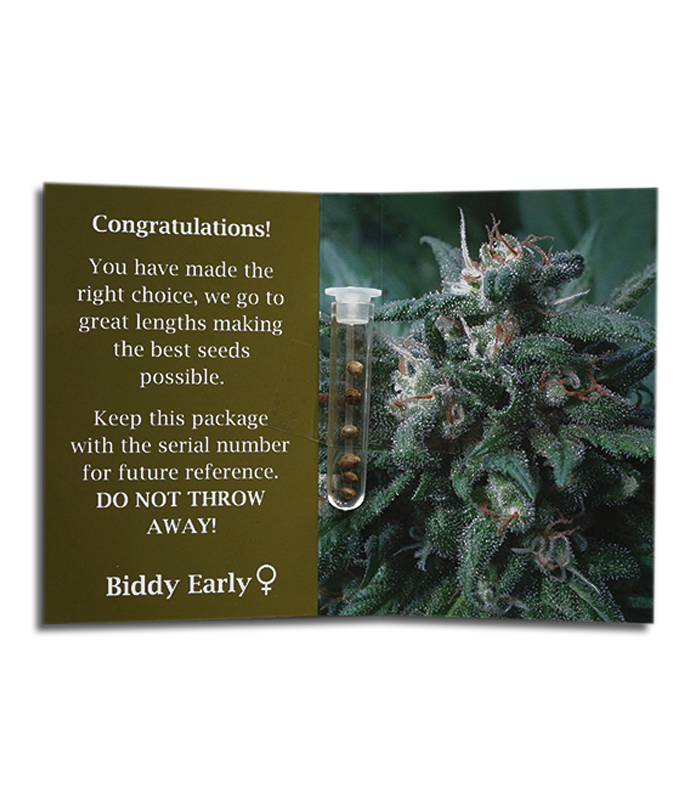 Congratulations!
You have made the
right choice, we go to
great lengths making
the best seeds
possible.
Keep this package
with the serial number
for future reference.
DO NOT THROW
AWAY!
Biddy Early♀